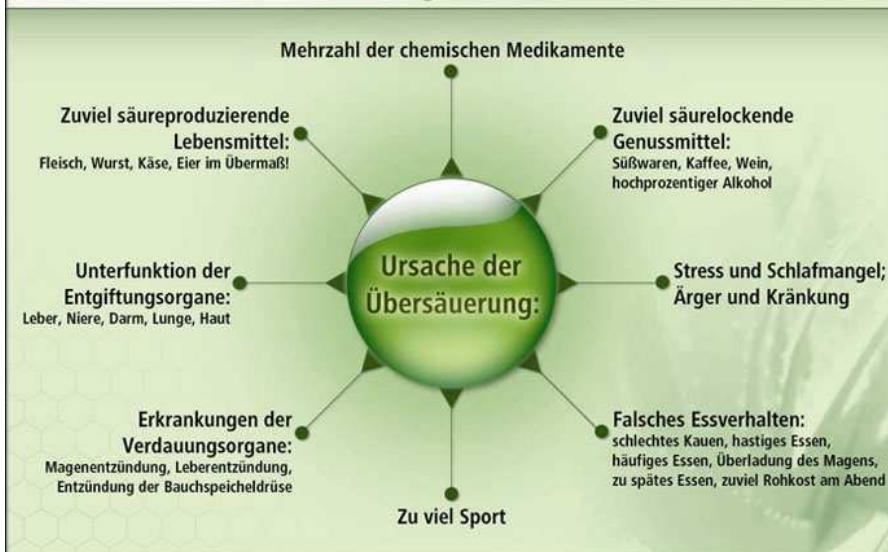 Mehrzahl der chemischen Medikamente
Zuviel säureproduzierende
Lebensmittel:
Fleisch, Wurst, Käse, Eier im Übermaß!
Zuviel säurelockende
Genussmittel:
Süßwaren, Kaffee, Wein,
hochprozentiger Alkohol
Unterfunktion der
Entgiftungsorgane:
Leber, Niere, Darm, Lunge, Haut
Ursache der
Übersäuerung:
Stress und Schlafmangel;
Ärger und Kränkung
Erkrankungen der
Verdauungsorgane:
Magenentzündung, Leberentzündung,
Entzündung der Bauchspeicheldrüse
Falsches Essverhalten:
schlechtes Kauen, hastiges Essen,
häufiges Essen, Überladung des Magens,
zu spätes Essen, zuviel Rohkost am Abend
Zu viel Sport